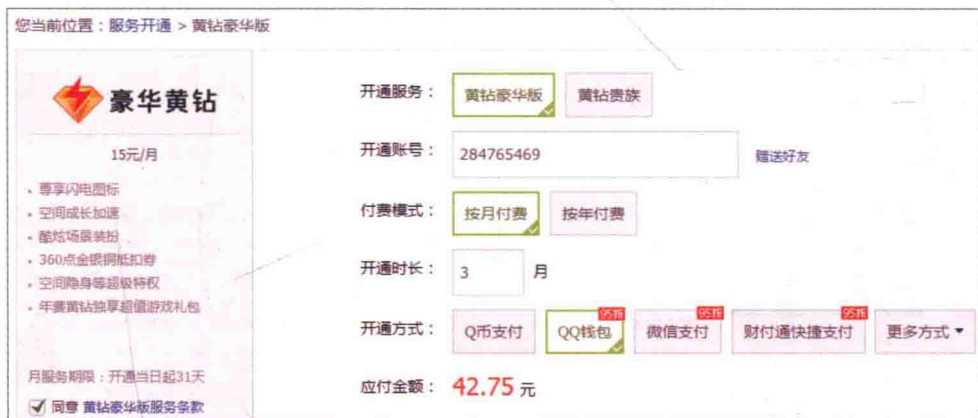 您当前位置：服务开通 > 黄钻豪华版
豪华黄钻
15元/月
尊享闪电图标
空间成长加速
酷炫场景装扮
360点金银铜抵扣券
空间隐身等超级特权
年费黄钻独享超值游戏礼包
月服务期限：开通当日起31天
同意 黄钻豪华版服务条款
开通服务： 黄钻豪华版 黄钻贵族
开通账号： 284765469 赠送好友
付费模式： 按月付费 按年付费
开通时长： 3 月
95折 95折 95折
开通方式： Q币支付 QQ钱包 微信支付 财付通快捷支付 更多方式
应付金额： 42.75 元